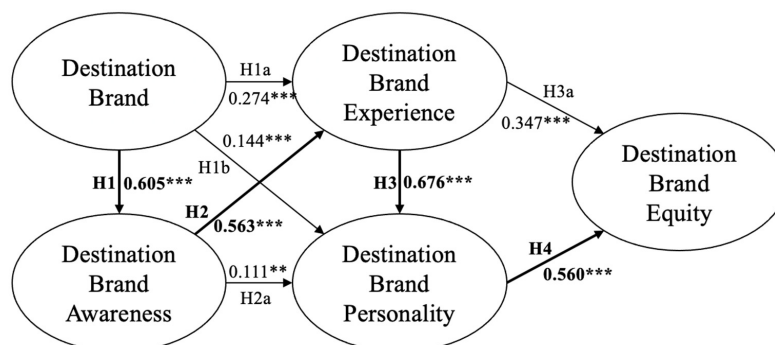 Destination
Brand
H1a
0.274***
Destination
Brand
Experience
H3a
0.347***
0.144***
H1b
H1 0.605***
H2
0.563***
H3 0.676***
Destination
Brand
Equity
Destination
Brand
Awareness
0.111**
H2a
Destination
Brand
Personality
H4
0.560***